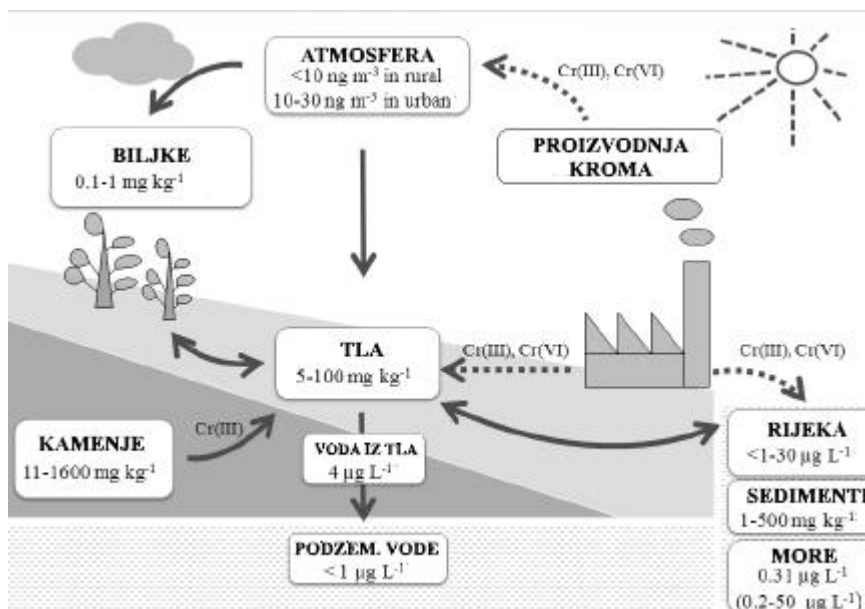 ATMOSFERA
<10 ng m⁻³ in rural
10-30 ng m⁻³ in urban
Cr(III), Cr(VI)
PROIZVODNJA
KROMA
BILJKE
0.1-1 mg kg⁻¹
TLA
5-100 mg kg⁻¹
Cr(III), Cr(VI)
Cr(III), Cr(VI)
KAMENJE
11-1600 mg kg⁻¹
Cr(III)
VODA IZ TLA
4 µg L⁻¹
PODZEM. VODE
< 1 µg L⁻¹
RIJEKA
<1-30 µg L⁻¹
SEDIMENTI
1-500 mg kg⁻¹
MORE
0.31 µg L⁻¹
(0.2-50 µg L⁻¹)